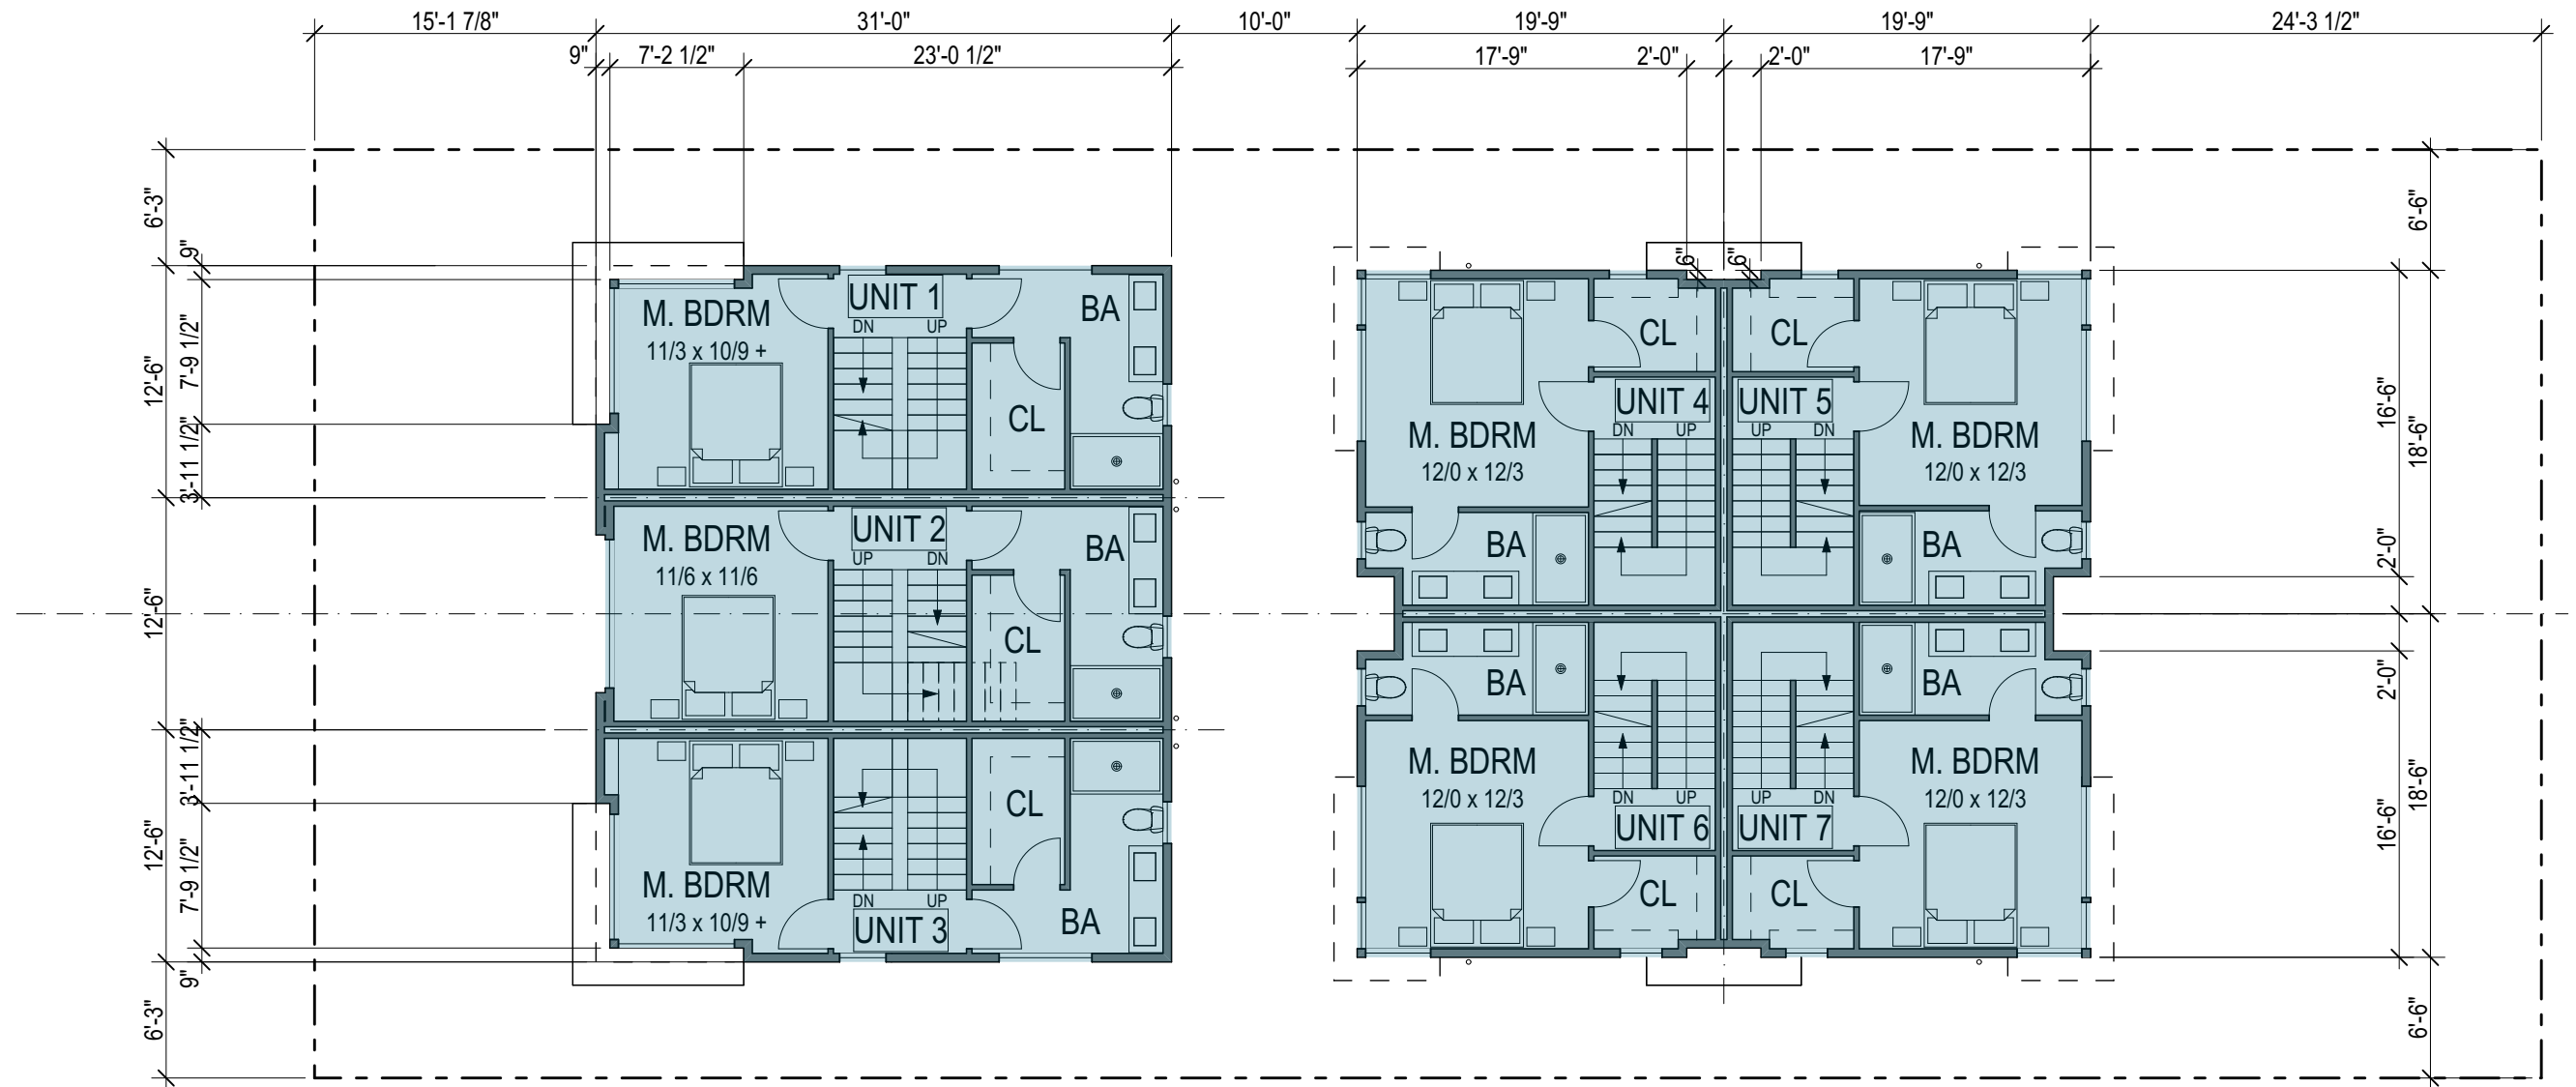 15'-1 7/8" 31'-0" 10'-0" 19'-9" 19'-9" 24'-3 1/2"
9" 7'-2 1/2" 23'-0 1/2" 17'-9" 2'-0" 2'-0" 17'-9"
6'-3" 6'-6"
9" 6" 6"
UNIT 1 BA
M. BDRM DN UP CL CL
11/3 x 10/9 +
12'-6" 7'-9 1/2" 16'-6"
UNIT 4 UNIT 5
CL DN UP UP DN
M. BDRM M. BDRM 18'-6"
12/0 x 12/3 12/0 x 12/3
3'-11 1/2"
UNIT 2
M. BDRM UP DN BA BA BA 2'-0"
11/6 x 11/6
12'-6"
CL
BA BA 2'-0"
3'-11 1/2"
M. BDRM M. BDRM
CL 12/0 x 12/3 12/0 x 12/3 18'-6"
DN UP UP DN
12'-6" UNIT 6 UNIT 7 16'-6"
7'-9 1/2"
M. BDRM CL CL
11/3 x 10/9 + DN UP BA
UNIT 3
9"
6'-3" 6'-6"